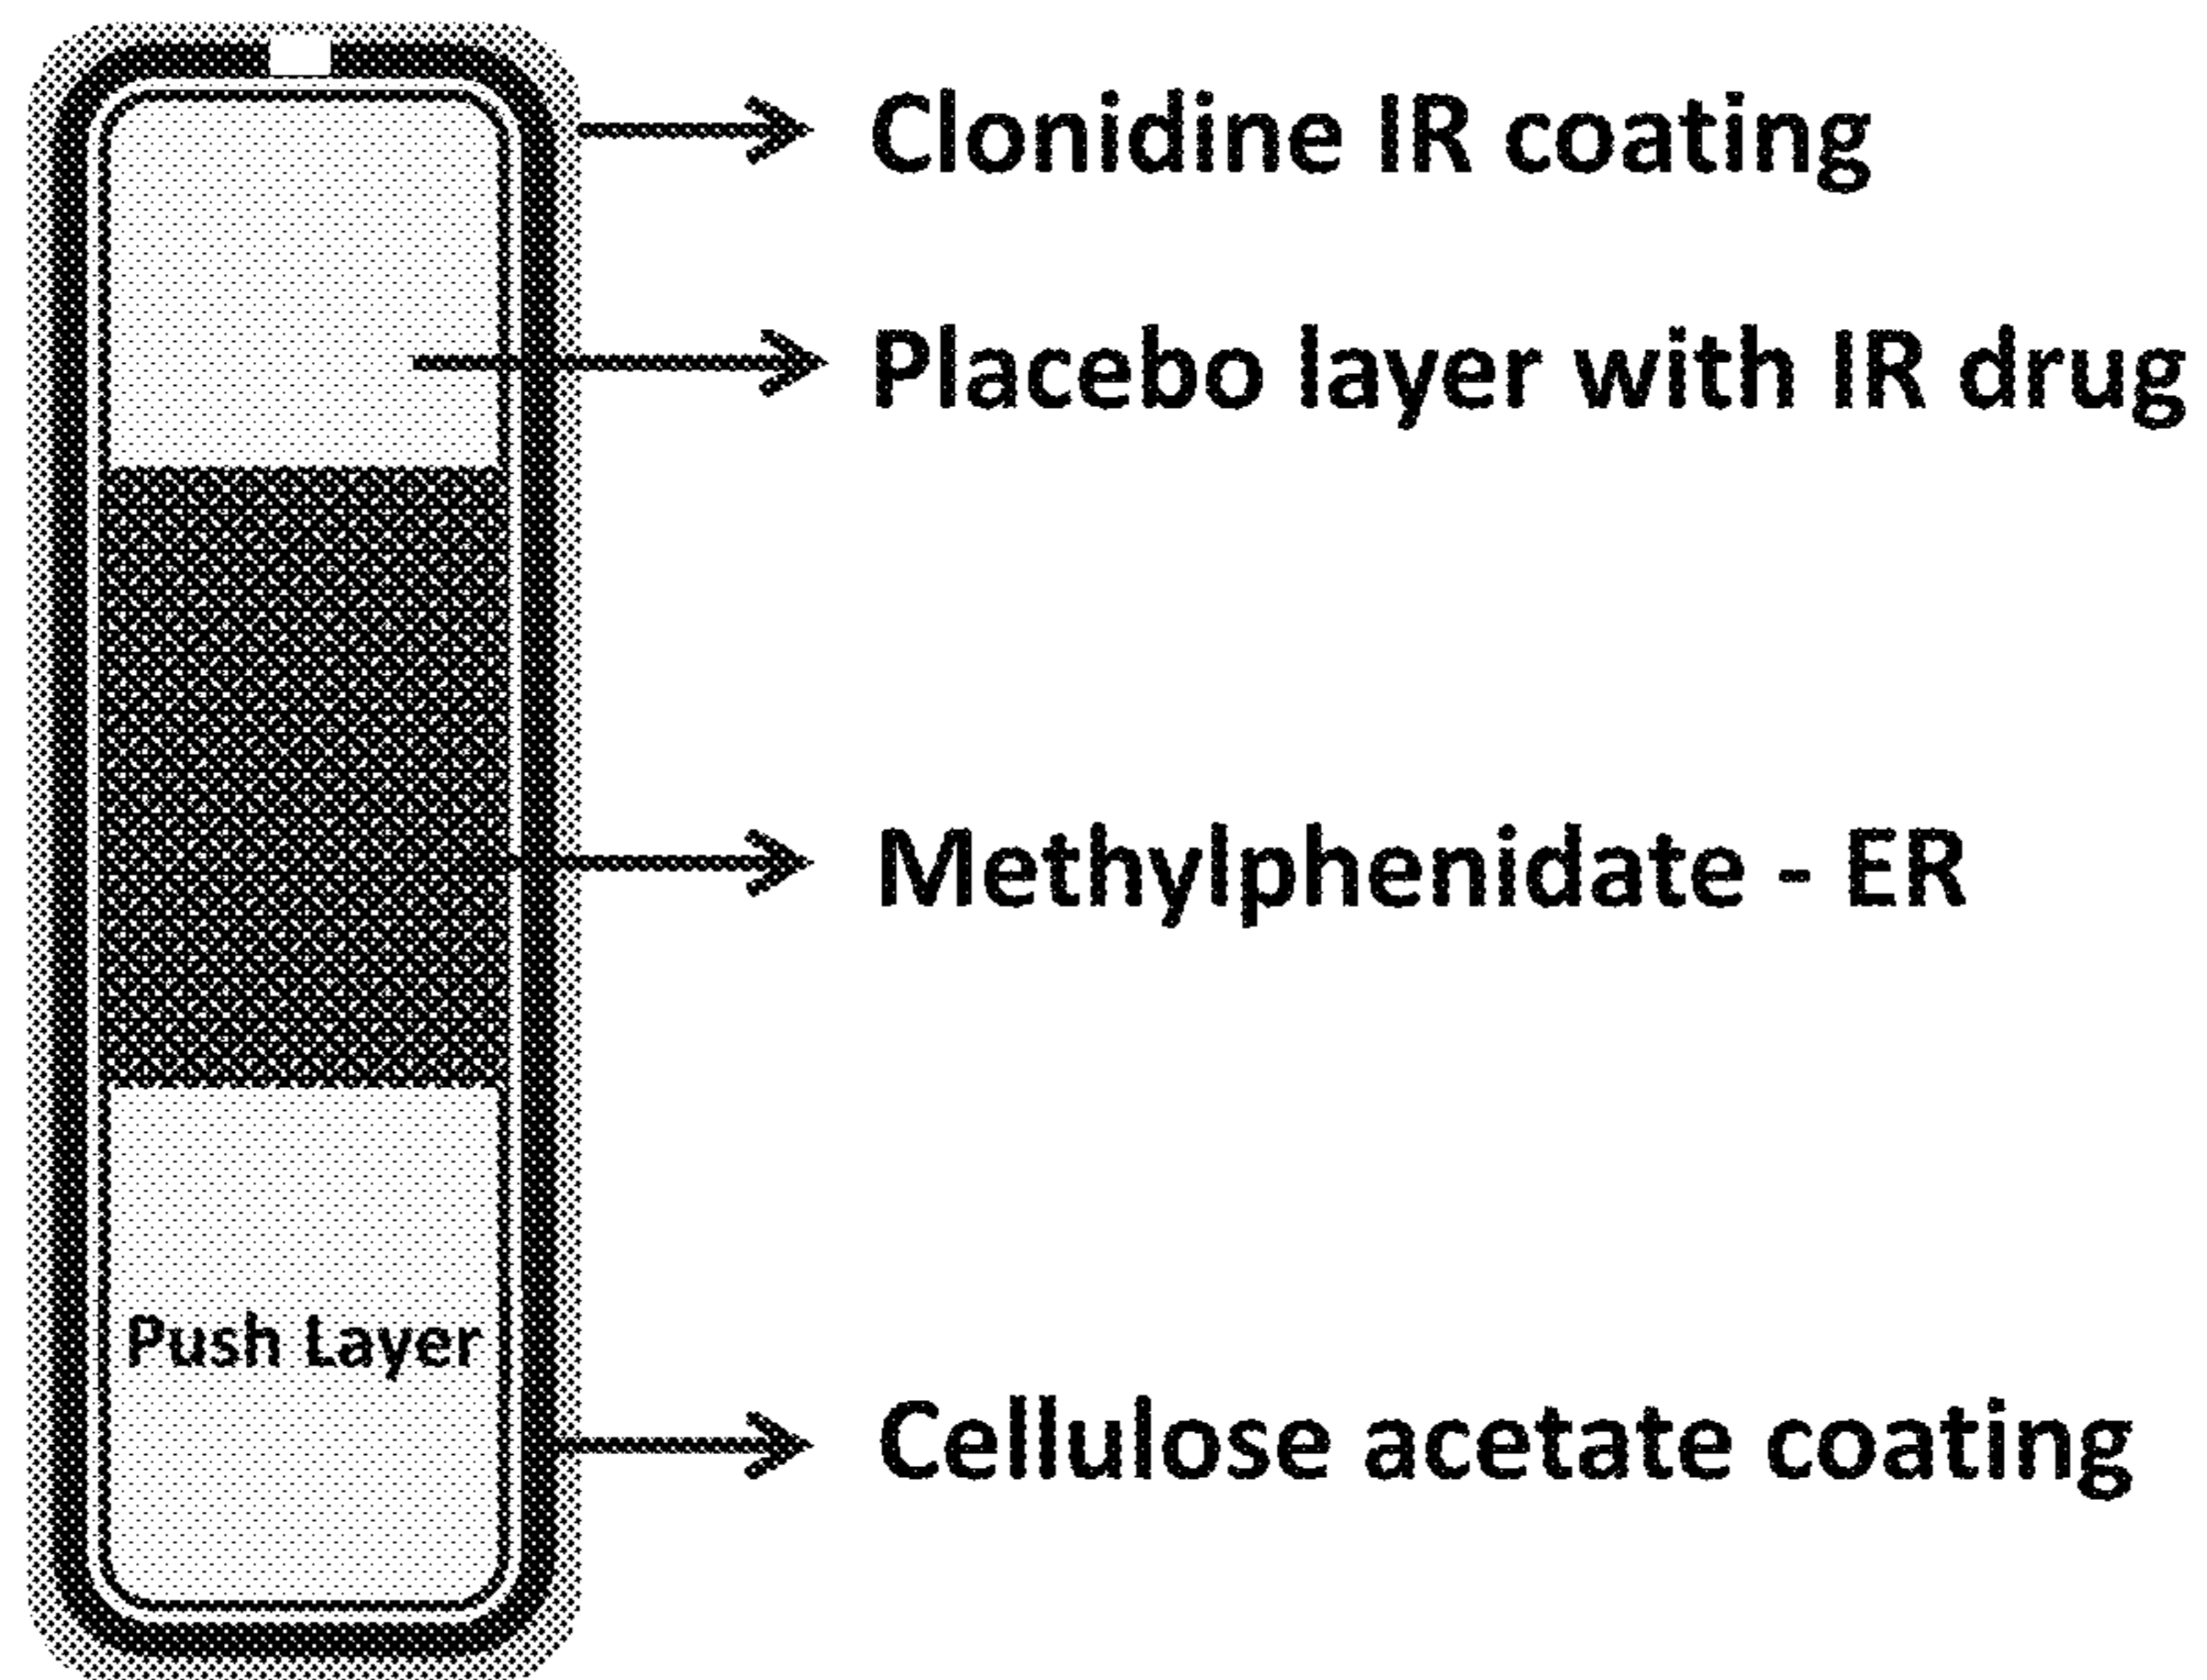 Clonidine IR coating
Placebo layer with IR drug
Methylphenidate - ER
Push Layer
Cellulose acetate coating